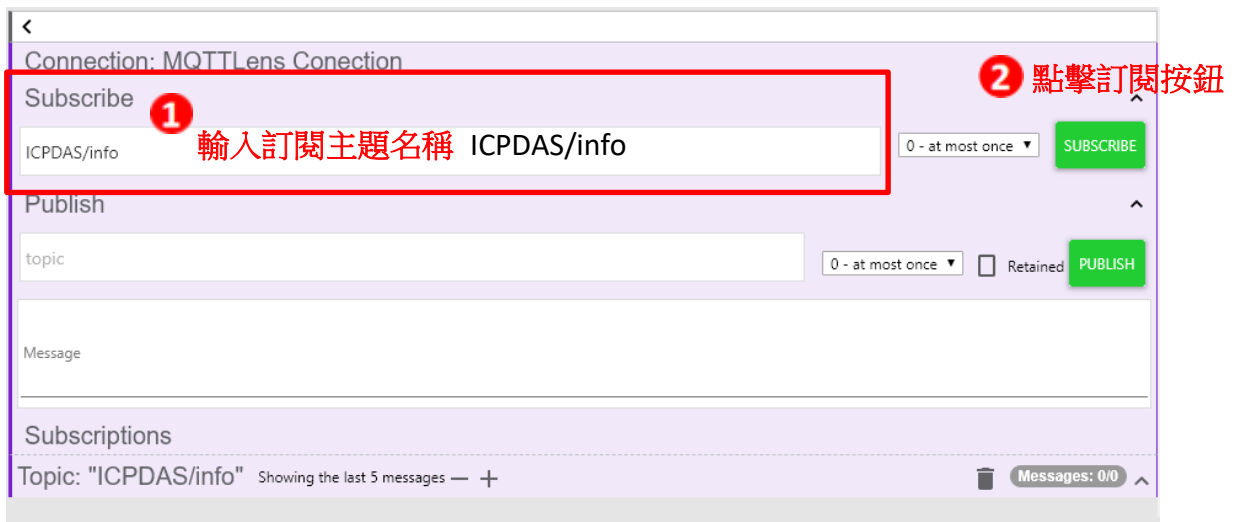 Connection: MQTTLens Conection
2 點擊訂閱按鈕
Subscribe
1
輸入訂閱主題名稱 ICPDAS/info
ICPDAS/info
0 - at most once
SUBSCRIBE
Publish
topic
0 - at most once
Retained
PUBLISH
Message
Subscriptions
Topic: "ICPDAS/info" Showing the last 5 messages — + Messages: 0/0